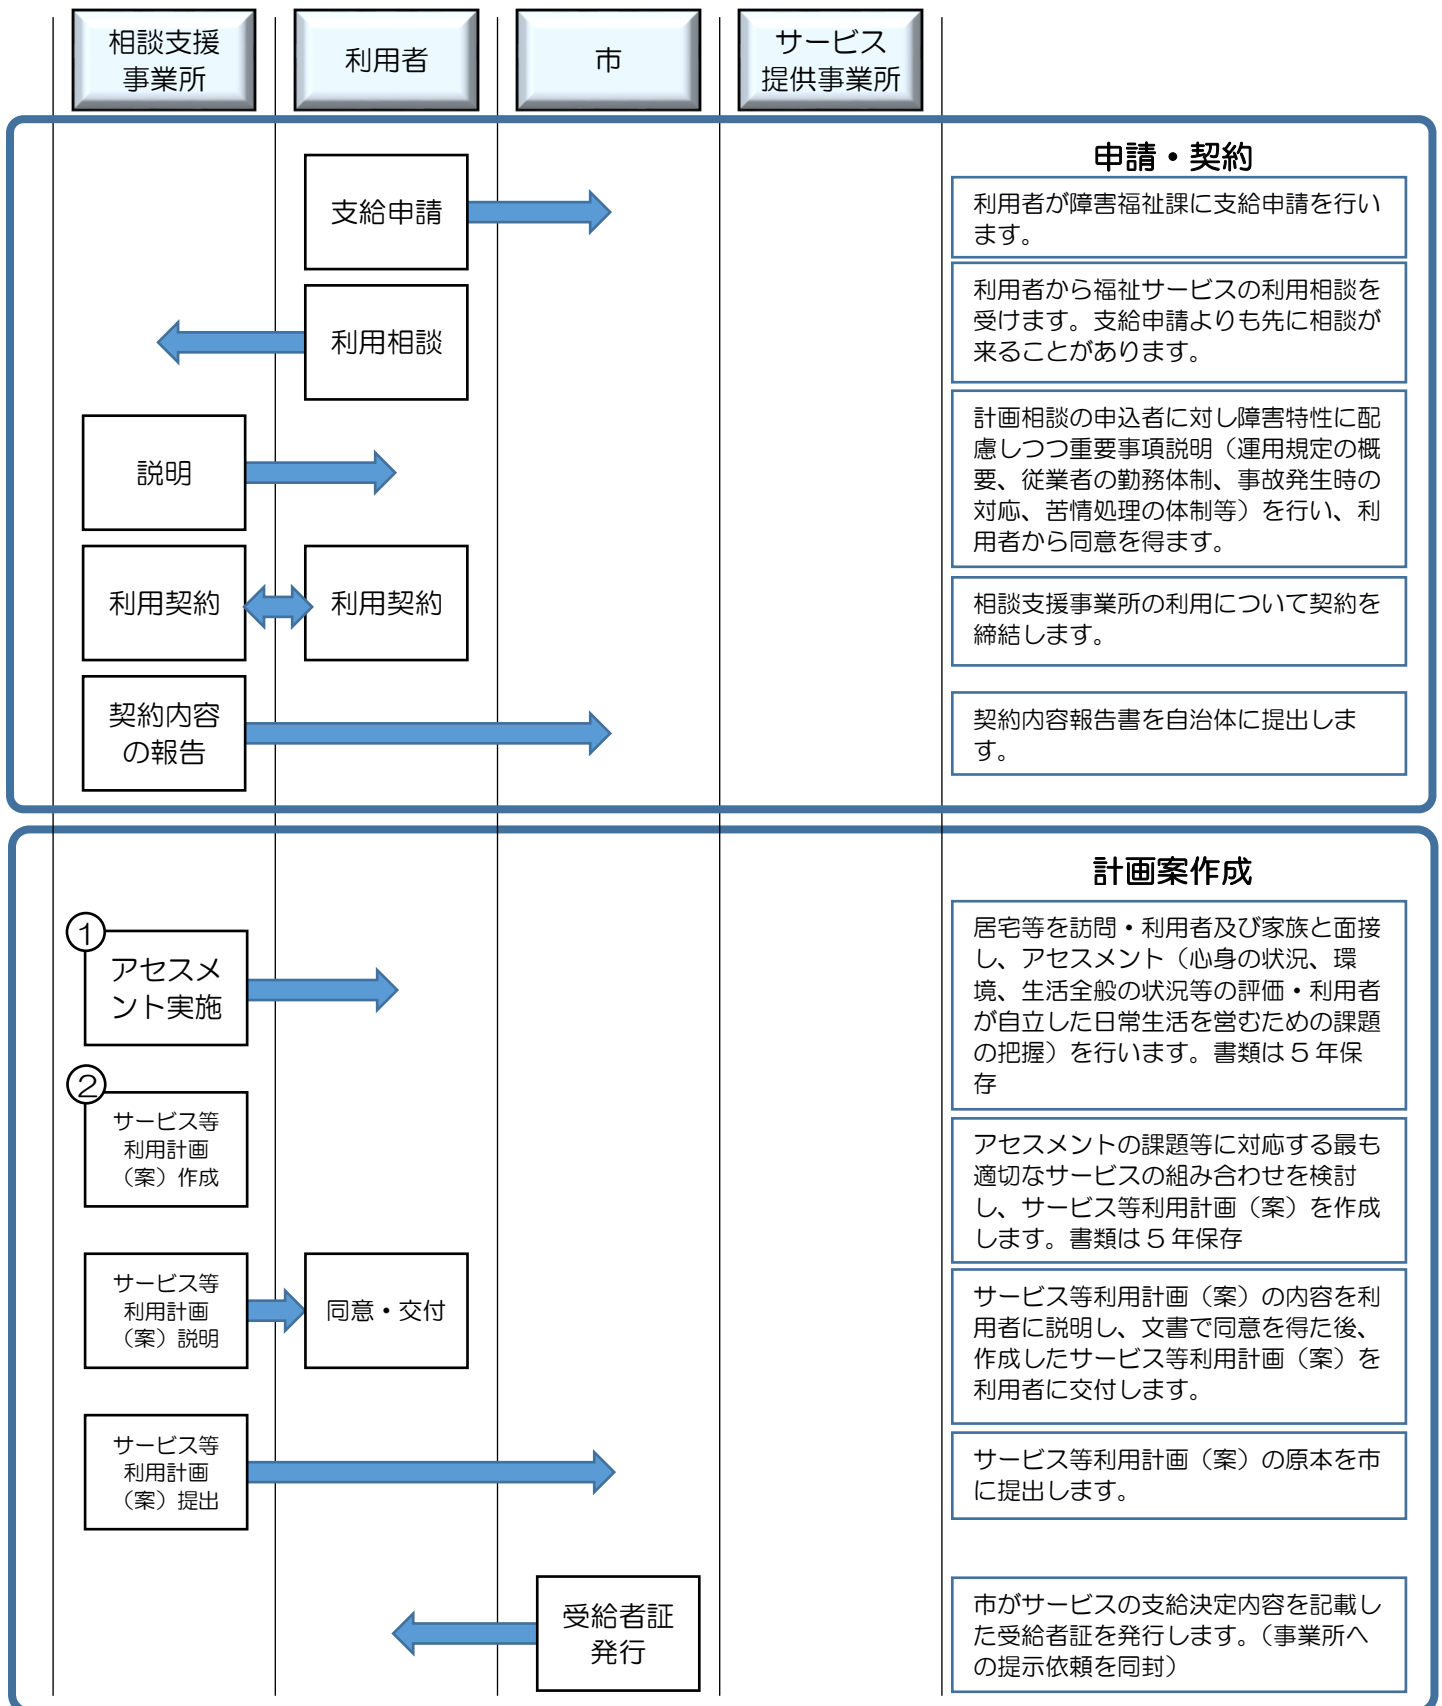 相談支援
事業所
利用者
市
サービス
提供事業所
申請・契約
支給申請
利用者が障害福祉課に支給申請を行い
ます。
利用相談
利用者から福祉サービスの利用相談を
受けます。支給申請よりも先に相談が
来ることがあります。
説明
計画相談の申込者に対し障害特性に配
慮しつつ重要事項説明（運用規定の概
要、従業者の勤務体制、事故発生時の
対応、苦情処理の体制等）を行い、利
用者から同意を得ます。
利用契約
利用契約
相談支援事業所の利用について契約を
締結します。
契約内容
の報告
契約内容報告書を自治体に提出しま
す。
計画案作成
①
アセスメ
ント実施
居宅等を訪問・利用者及び家族と面接
し、アセスメント（心身の状況、環
境、生活全般の状況等の評価・利用者
が自立した日常生活を営むための課題
の把握）を行います。書類は５年保
存
②
サービス等
利用計画
（案）作成
アセスメントの課題等に対応する最も
適切なサービスの組み合わせを検討
し、サービス等利用計画（案）を作成
します。書類は５年保存
サービス等
利用計画
（案）説明
同意・交付
サービス等利用計画（案）の内容を利
用者に説明し、文書で同意を得た後、
作成したサービス等利用計画（案）を
利用者に交付します。
サービス等
利用計画
（案）提出
サービス等利用計画（案）の原本を市
に提出します。
受給者証
発行
市がサービスの支給決定内容を記載し
た受給者証を発行します。（事業所へ
の提示依頼を同封）